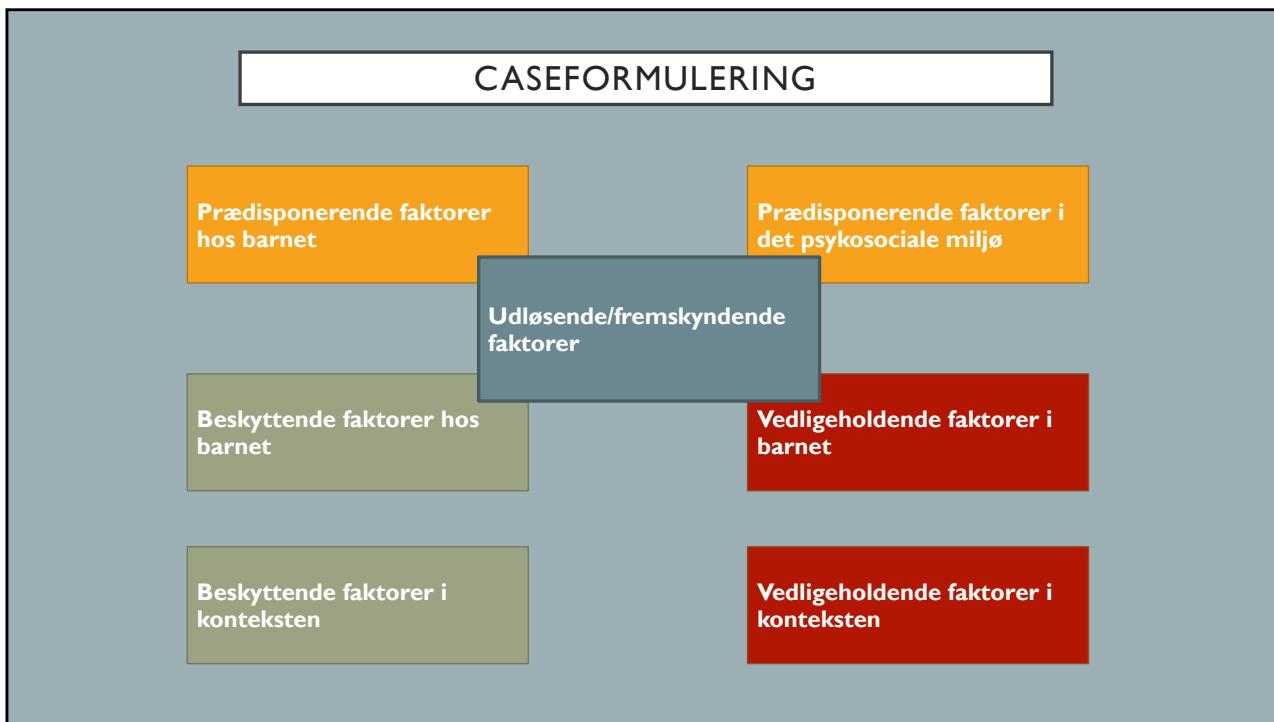 CASEFORMULERING
Prædisponerende faktorer
hos barnet
Prædisponerende faktorer i
det psykosociale miljø
Udløsende/fremskyndende
faktorer
Beskyttende faktorer hos
barnet
Vedligeholdende faktorer i
barnet
Beskyttende faktorer i
konteksten
Vedligeholdende faktorer i
konteksten